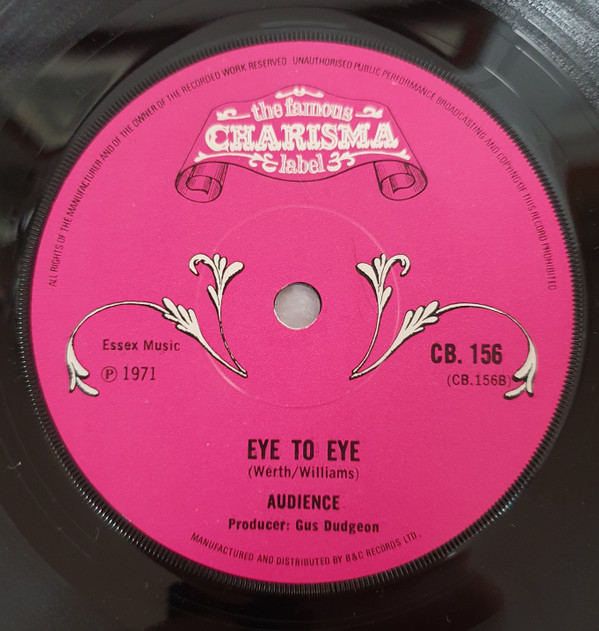 ALL RIGHTS OF THE MANUFACTURER AND OF THE OWNER OF THE RECORDED WORK RESERVED UNAUTHORISED PUBLIC PERFORMANCE BROADCASTING AND COPYING OF THIS RECORD PROHIBITED
the famous
CHARISMA
label
Essex Music
℗ 1971
CB. 156
(CB.156B)
EYE TO EYE
(Werth/Williams)
AUDIENCE
Producer: Gus Dudgeon
MANUFACTURED AND DISTRIBUTED BY B&C RECORDS LTD.